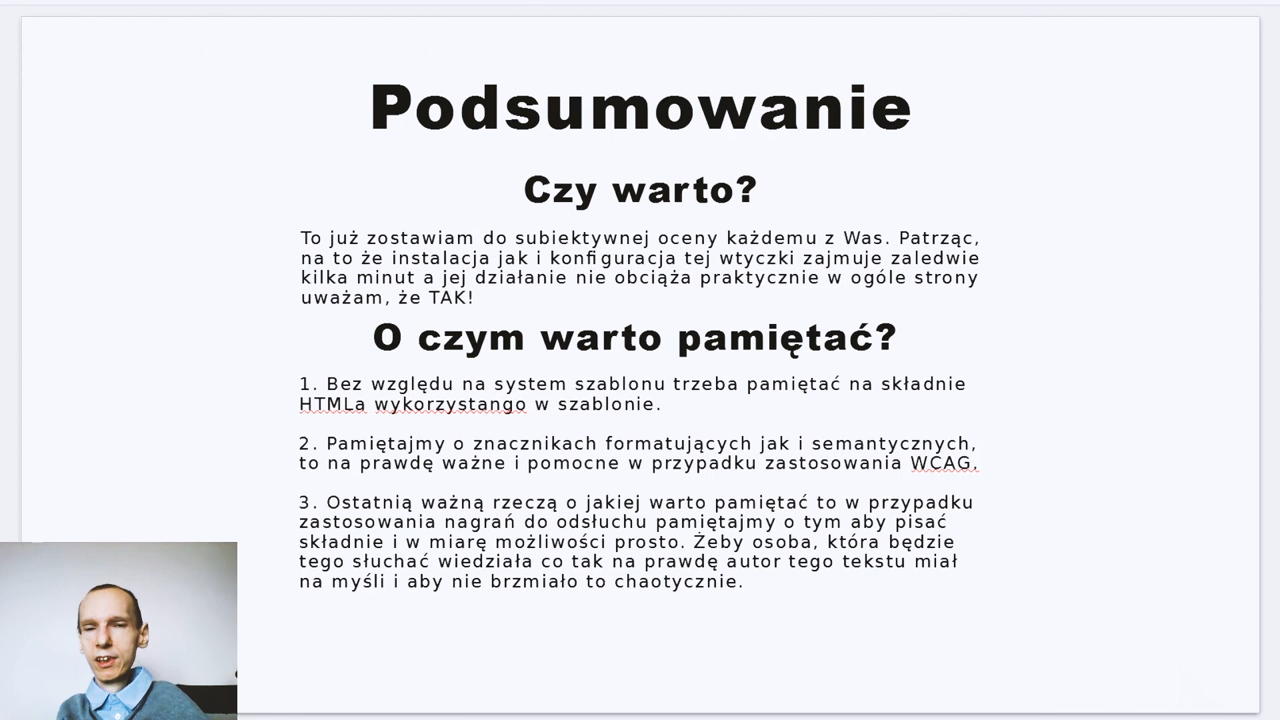 Podsumowanie
Czy warto?
To już zostawiam do subiektywnej oceny każdemu z Was. Patrząc,
na to że instalacja jak i konfiguracja tej wtyczki zajmuje zaledwie
kilka minut a jej działanie nie obciąża praktycznie w ogóle strony
uważam, że TAK!
O czym warto pamiętać?
1. Bez względu na system szablonu trzeba pamiętać na składnie
HTMLa wykorzystango w szablonie.
2. Pamiętajmy o znacznikach formatujących jak i semantycznych,
to na prawdę ważne i pomocne w przypadku zastosowania WCAG.
3. Ostatnią ważną rzeczą o jakiej warto pamiętać to w przypadku
zastosowania nagrań do odsłuchu pamiętajmy o tym aby pisać
składnie i w miarę możliwości prosto. Żeby osoba, która będzie
tego słuchać wiedziała co tak na prawdę autor tego tekstu miał
na myśli i aby nie brzmiało to chaotycznie.